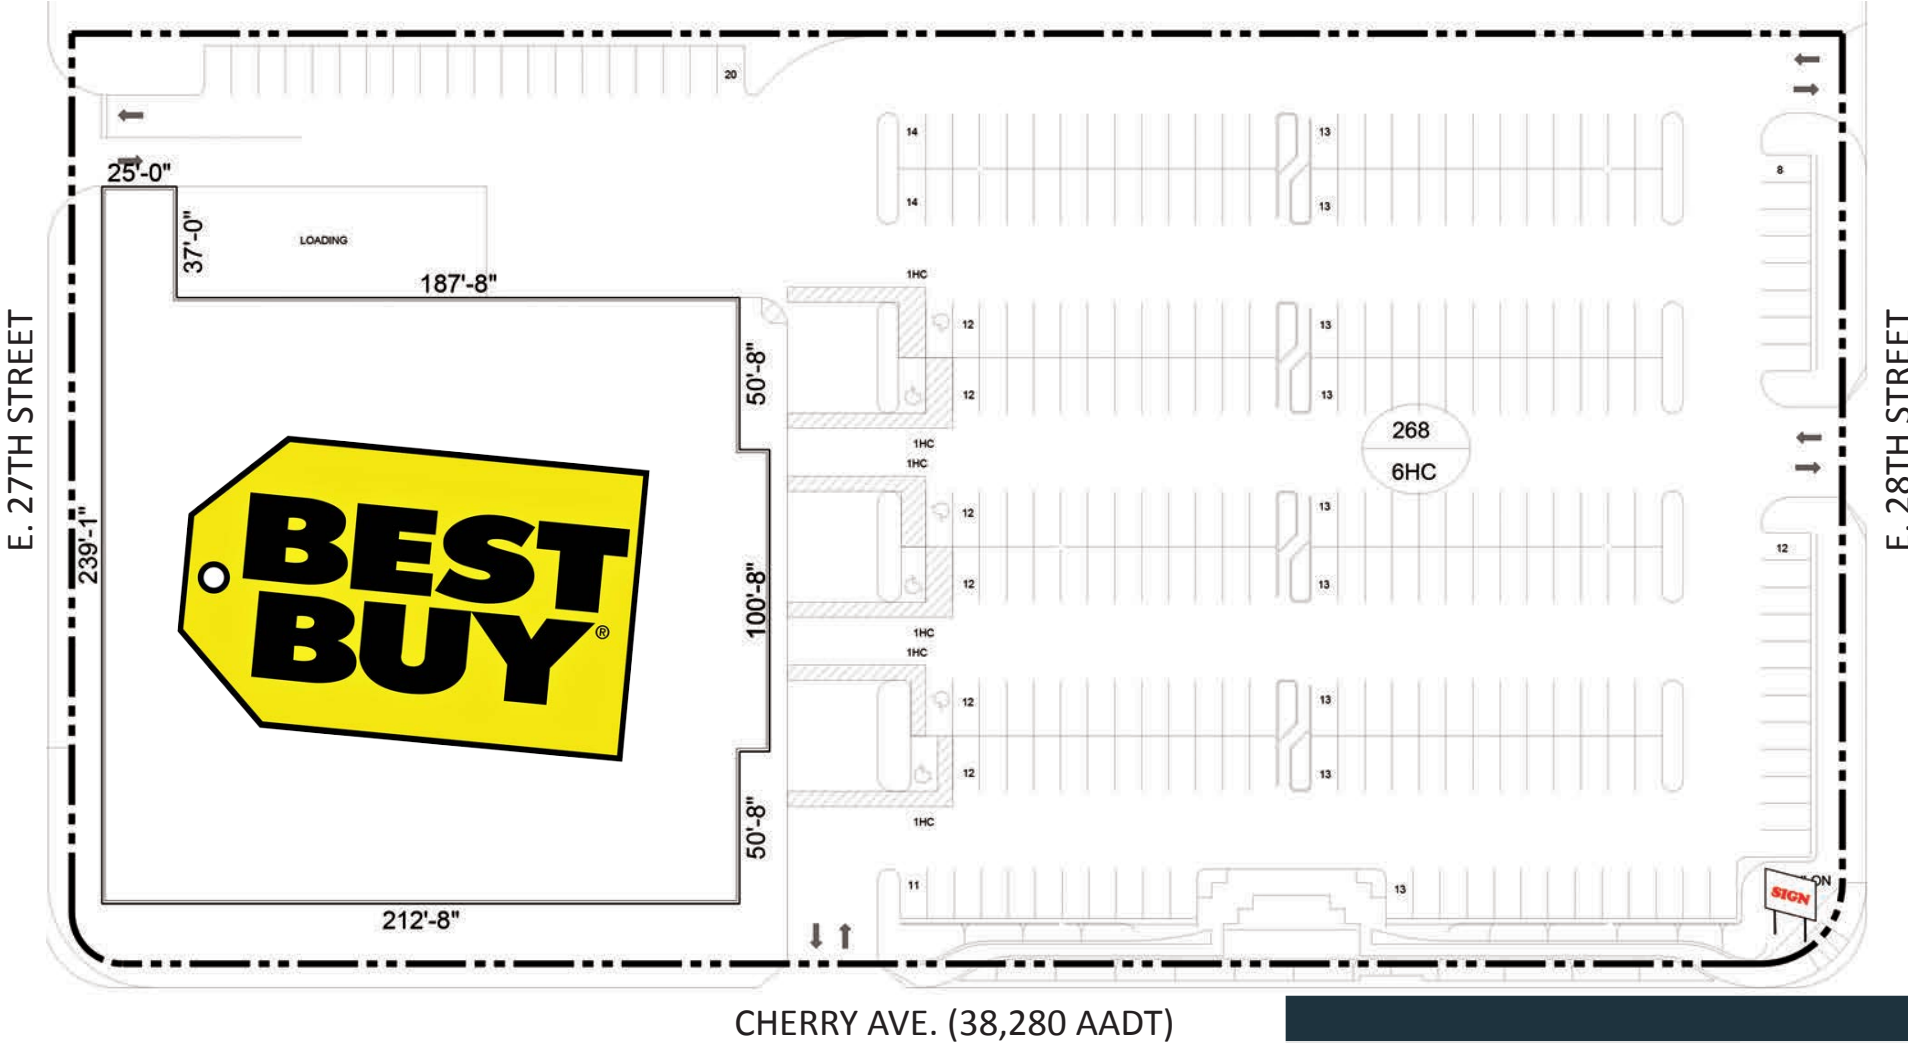 20
14
13
14
13
8
25'-0"
37'-0"
LOADING
187'-8"
1HC
12
13
12
13
1HC
50'-8"
268
6HC
E. 27TH STREET
E. 28TH STREET
1HC
12
13
12
13
1HC
12
239'-1"
BEST
BUY®
100'-8"
1HC
12
13
12
13
1HC
50'-8"
11
13
SIGN
ON
212'-8"
CHERRY AVE. (38,280 AADT)